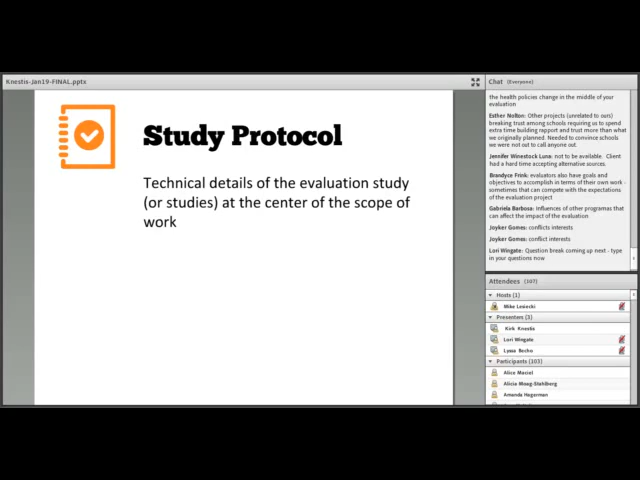 Knestis-Jan19-FINAL.pptx
Study Protocol
Technical details of the evaluation study
(or studies) at the center of the scope of
work
Chat (Everyone)
the health policies change in the middle of your
evaluation
Esther Nolton: Other projects (unrelated to ours)
breaking trust among schools requiring us to spend
extra time building rapport and trust more than what
we originally planned. Needed to convince schools
we were not out to call anyone out.
Jennifer Winestock Luna: not to be available. Client
had a hard time accepting alternative sources.
Brandyce Frink: evaluators also have goals and
objectives to accomplish in terms of their own work -
sometimes that can compete with the expectations
of the evaluation project
Gabriela Barbosa: Influences of other programas that
can affect the impact of the evaluation
Joyker Gomes: conflicts interests
Joyker Gomes: conflict interests
Lori Wingate: Question break coming up next - type
in your questions now
Attendees (107)
Hosts (1)
Mike Lesiecki
Presenters (3)
Kirk Knestis
Lori Wingate
Lyssa Becho
Participants (103)
Alice Maciel
Alicia Moag-Stahlberg
Amanda Hagerman